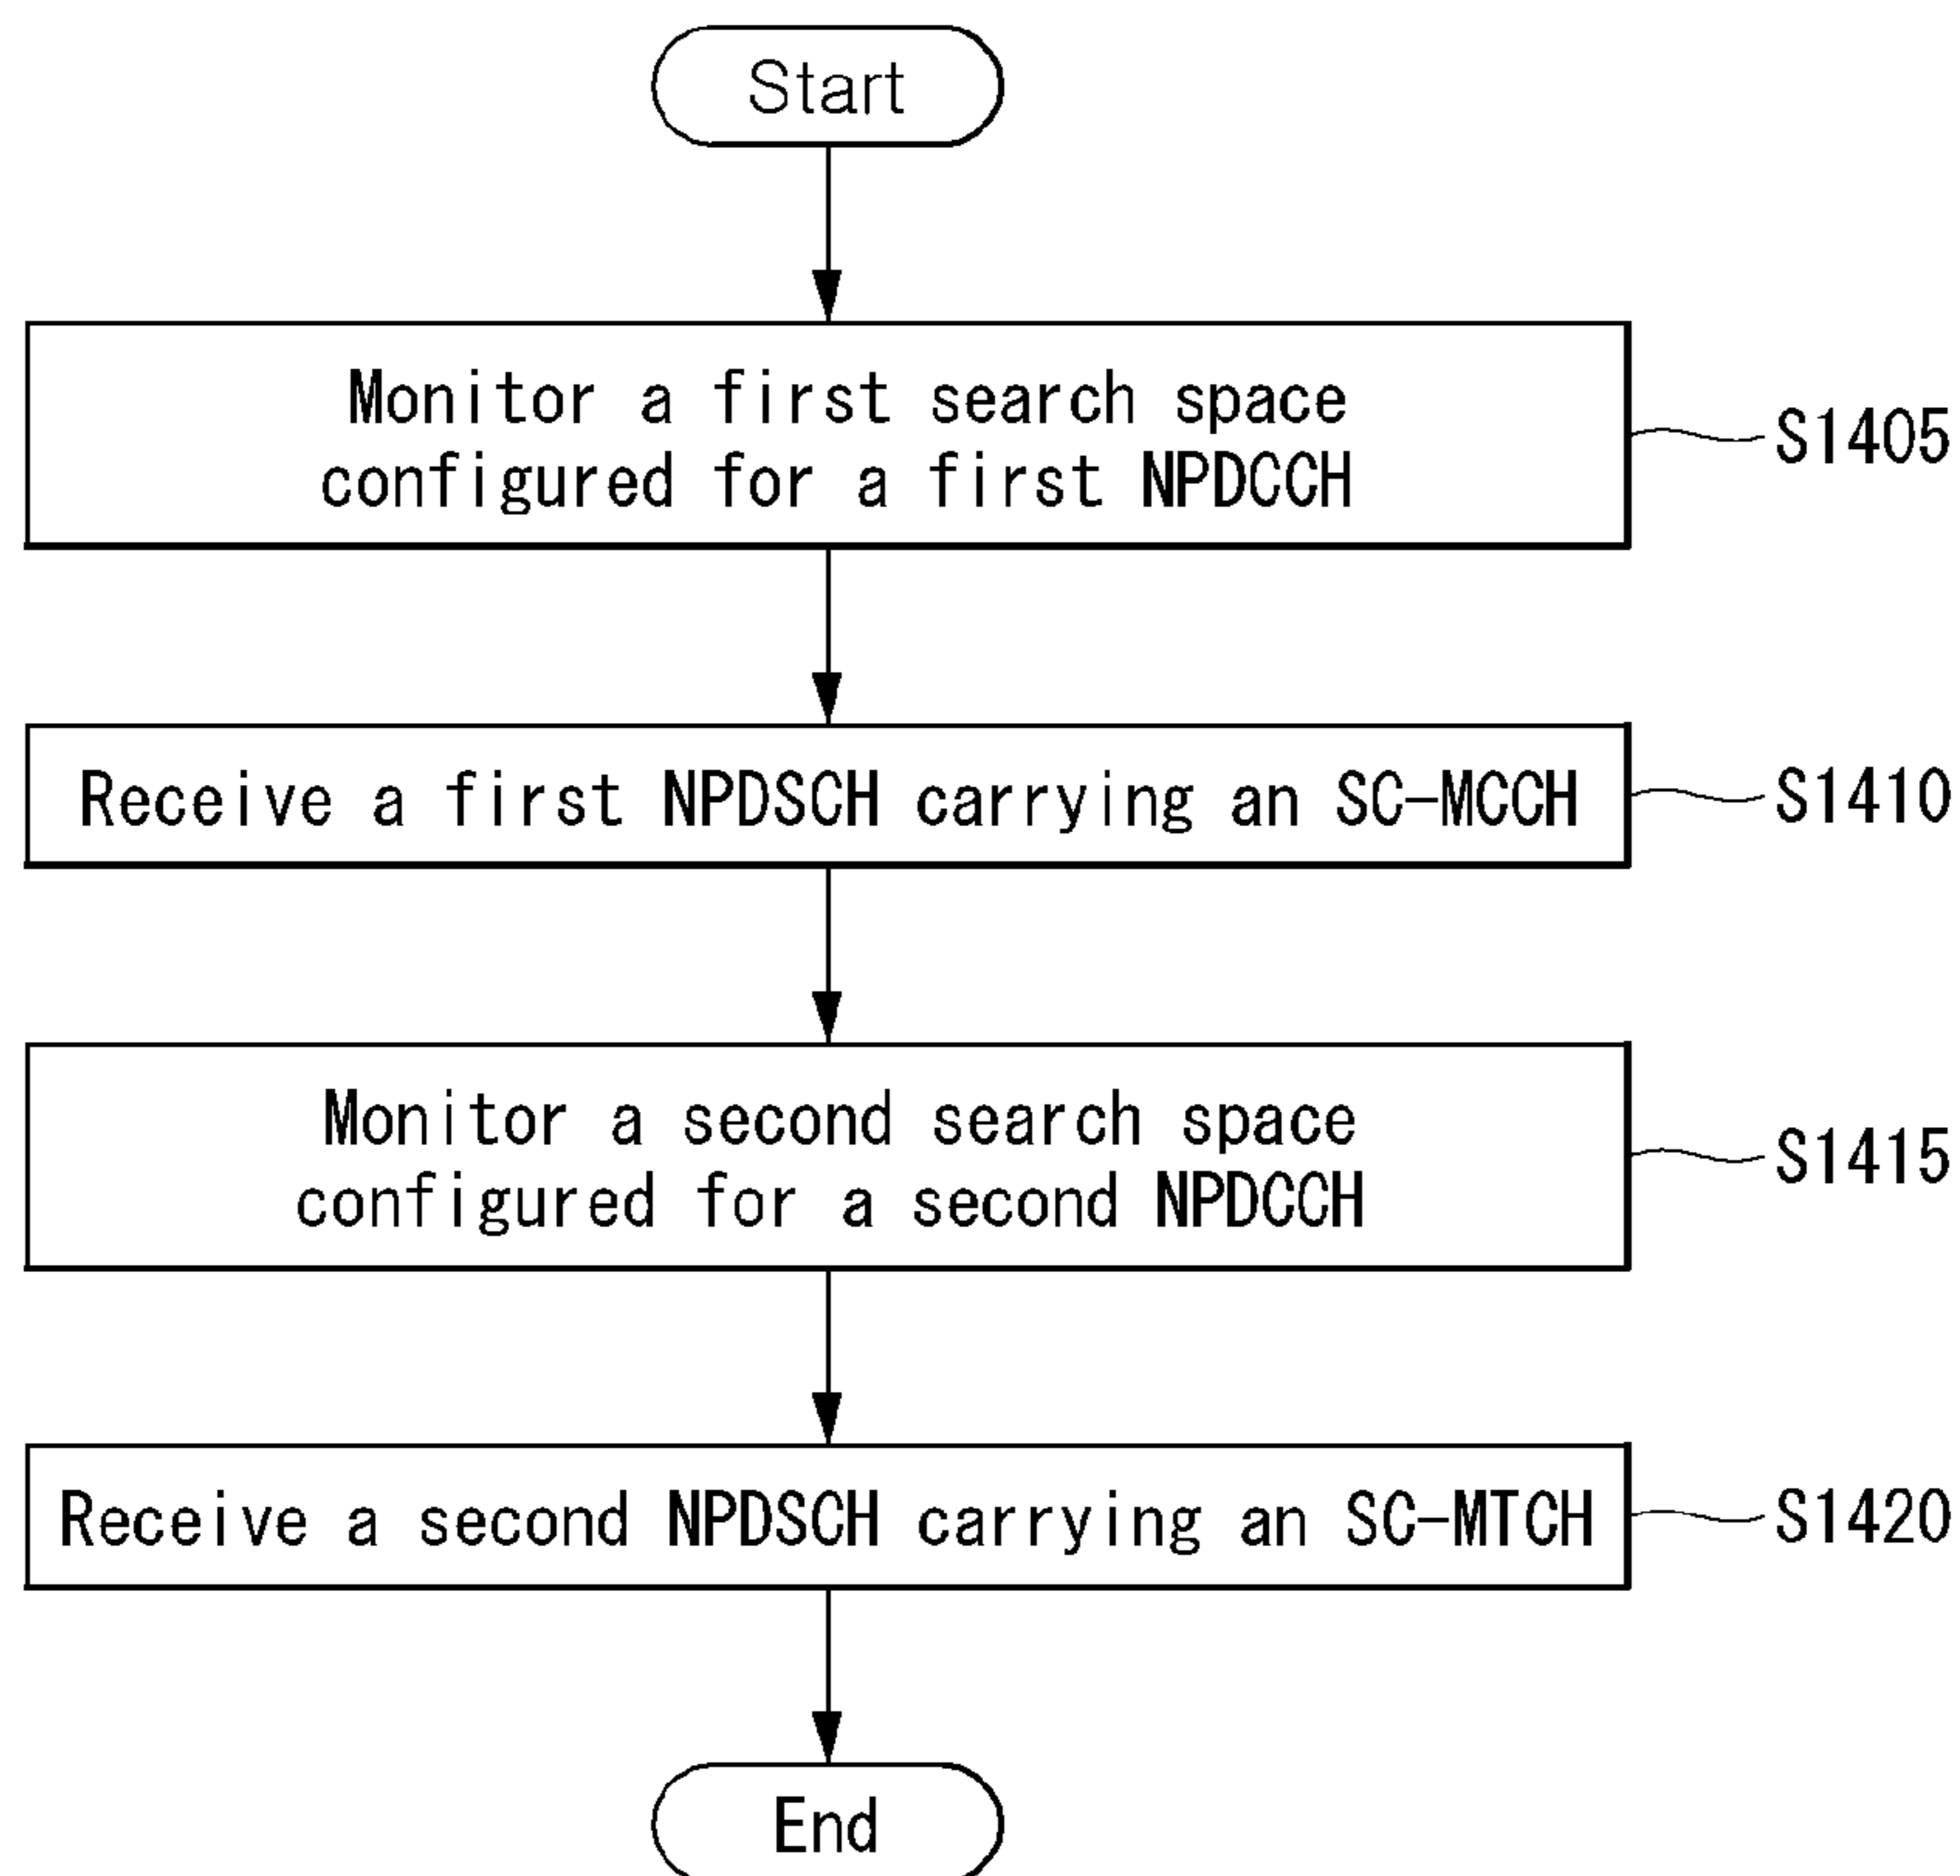 Start
Monitor a first search space
configured for a first NPDCCH
S1405
Receive a first NPDSCH carrying an SC-MCCH
S1410
Monitor a second search space
configured for a second NPDCCH
S1415
Receive a second NPDSCH carrying an SC-MTCH
S1420
End